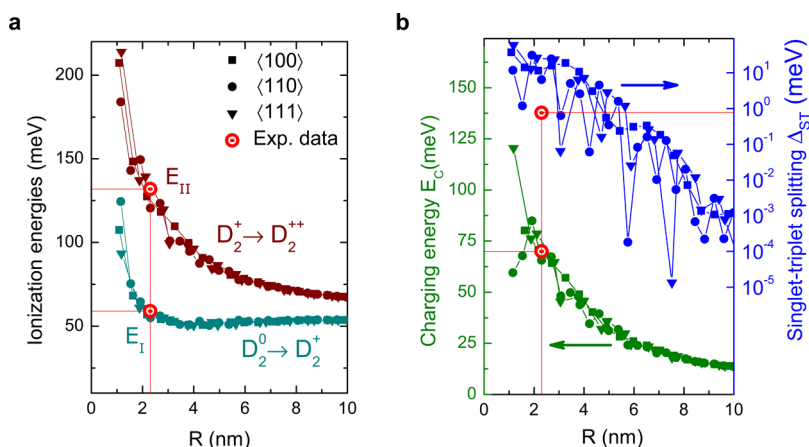 a
200
150
100
50
Ionization energies (meV)
⟨100⟩
⟨110⟩
⟨111⟩
Exp. data
E_II
D_2^+ → D_2^++
E_I
D_2^0 → D_2^+
0 2 4 6 8 10
R (nm)
b
150
125
100
75
50
25
0
Charging energy E_C(meV)
10^1
10^0
10^-1
10^-2
10^-3
10^-4
10^-5
Singlet-triplet splitting Δ_ST (meV)
0 2 4 6 8 10
R (nm)